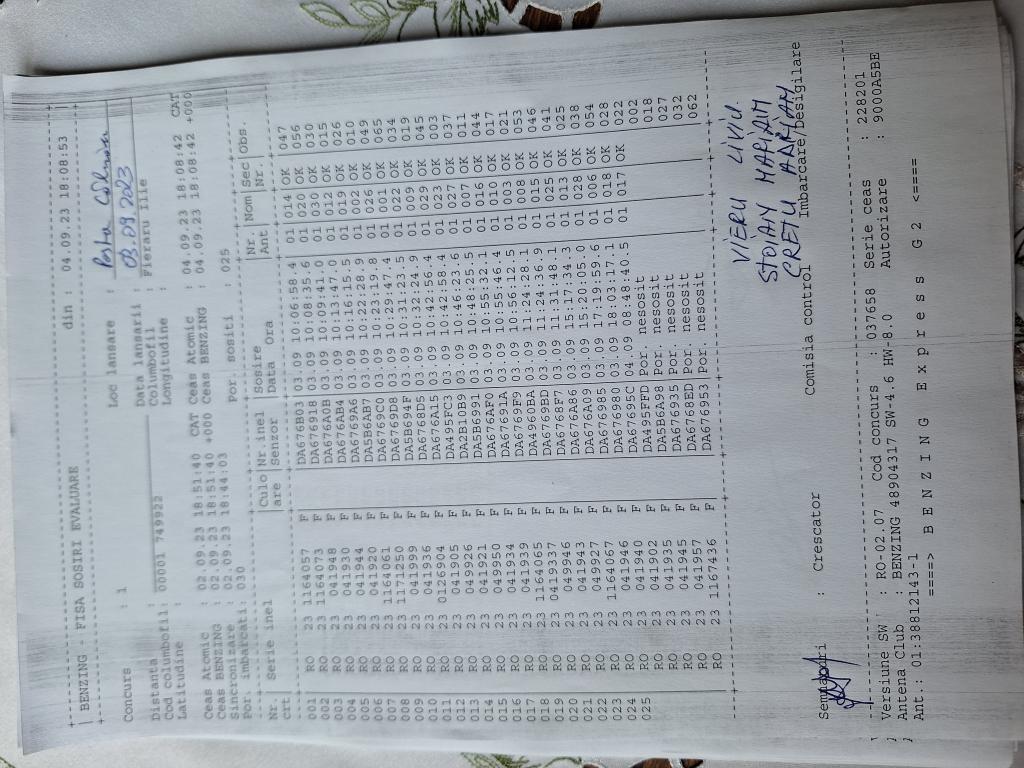 BENZING - FISA SOSIRI EVALUARE din 04.09.23 18:08:53
Concurs : 1 Loc lansare :
Distanta : Data lansarii : 03.09.2023
Cod columbofil: 00001 749922 Columbofil : Fieraru Ilie
Latitudine : Longitudine :
Ceas Atomic : 02.09.23 18:51:40 CAT Ceas Atomic : 04.09.23 18:08:42 CAT
Ceas BENZING : 02.09.23 18:51:40 +000 Ceas BENZING : 04.09.23 18:08:42 +000
Sincronizare : 02.09.23 18:44:03
Por. imbarcati: 030 Por. sositi : 025
Nr. Serie inel Culo Nr inel Sosire Nr. Nom Sec Obs.
crt are Senzor Data Ora Ant Nr.
001 RO 23 1164057 F DA676B03 03.09 10:06:58.4 01 014 OK 047
002 RO 23 1164073 F DA676918 03.09 10:08:35.6 01 020 OK 056
003 RO 23 041948 F DA676A0B 03.09 10:09:41.0 01 030 OK 030
004 RO 23 041930 F DA676AB4 03.09 10:13:47.0 01 019 OK 015
005 RO 23 041944 F DA6769A6 03.09 10:16:15.5 01 012 OK 026
006 RO 23 041920 F DA5B6AB7 03.09 10:22:28.9 01 002 OK 016
007 RO 23 1164061 F DA6769C0 03.09 10:23:19.8 01 026 OK 049
008 RO 23 1171250 F DA6769D8 03.09 10:29:47.4 01 001 OK 055
009 RO 23 041999 F DA5B694F 03.09 10:31:23.5 01 022 OK 034
010 RO 23 041936 F DA6768D7 03.09 10:32:24.9 01 009 OK 019
011 RO 23 0126904 F DA676A15 03.09 10:42:56.4 01 029 OK 045
012 RO 23 041905 F DA495FC3 03.09 10:42:58.4 01 023 OK 003
013 RO 23 049926 F DA2B10B9 03.09 10:46:23.6 01 027 OK 037
014 RO 23 041921 F DA5B6991 03.09 10:48:25.5 01 007 OK 011
015 RO 23 049950 F DA676AF0 03.09 10:55:32.1 01 016 OK 044
016 RO 23 041934 F DA67691A 03.09 10:55:46.4 01 010 OK 017
017 RO 23 041939 F DA6769F9 03.09 10:56:12.5 01 003 OK 021
018 RO 23 1164065 F DA4960BA 03.09 11:24:28.1 01 008 OK 053
019 RO 23 0419337 F DA6769BD 03.09 11:24:36.9 01 015 OK 046
020 RO 23 049946 F DA6768F7 03.09 11:31:48.1 01 025 OK 041
021 RO 23 049943 F DA676A86 03.09 15:17:34.3 01 013 OK 025
022 RO 23 049927 F DA676A09 03.09 15:20:05.0 01 028 OK 038
023 RO 23 1164067 F DA676985 03.09 17:19:59.6 01 006 OK 054
024 RO 23 041946 F DA676980 03.09 18:03:17.1 01 018 OK 028
025 RO 23 041940 F DA67695C 04.09 08:48:40.5 01 017 OK 022
RO 23 041902 F DA495FFD Por. nesosit 002
RO 23 041935 F DA5B6A98 Por. nesosit 018
RO 23 041945 F DA676935 Por. nesosit 027
RO 23 041957 F Por. nesosit 032
RO 23 1167436 F DA676953 Por. nesosit 062
VIERU LIVIU
STOIAN MARIAN
CRETU MARIAN
Semnaturi : Crescator Comisia control Imbarcare/Desigilare
Versiune SW : RO-02.07 Cod concurs : 037658 Serie ceas : 228201
Antena Club : BENZING 48904317 SW-4.6 HW-8.0 Autorizare : 9000A5BE
Ant.: 01:38812143-1
====> B E N Z I N G E x p r e s s G 2 <====